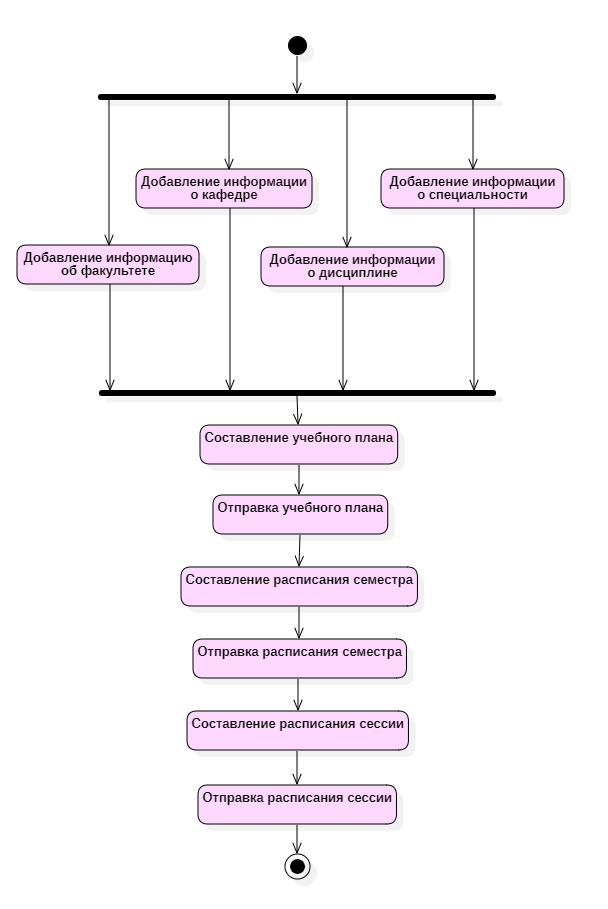 Добавление информации
о кафедре
Добавление информации
о специальности
Добавление информацию
об факультете
Добавление информации
о дисциплине
Составление учебного плана
Отправка учебного плана
Составление расписания семестра
Отправка расписания семестра
Составление расписания сессии
Отправка расписания сессии